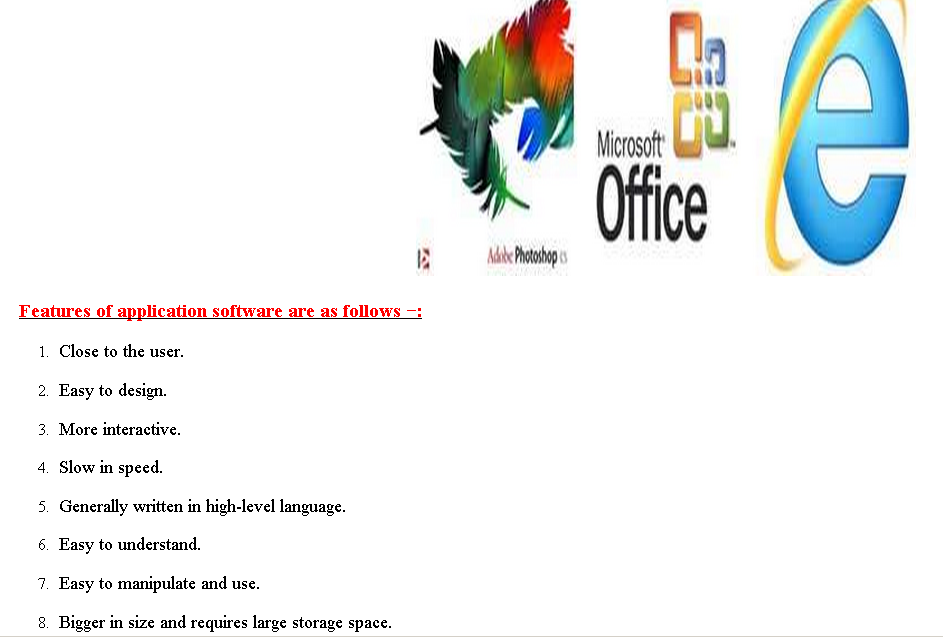 Microsoft
Office
Adobe Photoshop cs
Features of application software are as follows −:
1. Close to the user.
2. Easy to design.
3. More interactive.
4. Slow in speed.
5. Generally written in high-level language.
6. Easy to understand.
7. Easy to manipulate and use.
8. Bigger in size and requires large storage space.